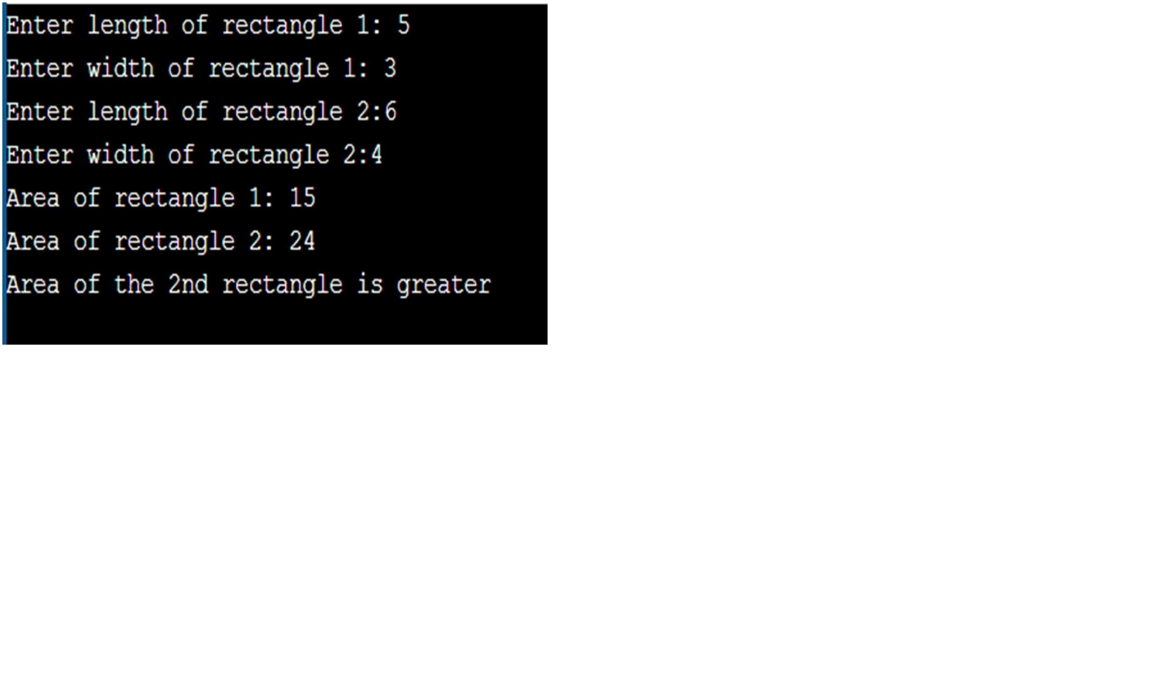 Enter length of rectangle 1: 5
Enter width of rectangle 1: 3
Enter length of rectangle 2:6
Enter width of rectangle 2:4
Area of rectangle 1: 15
Area of rectangle 2: 24
Area of the 2nd rectangle is greater